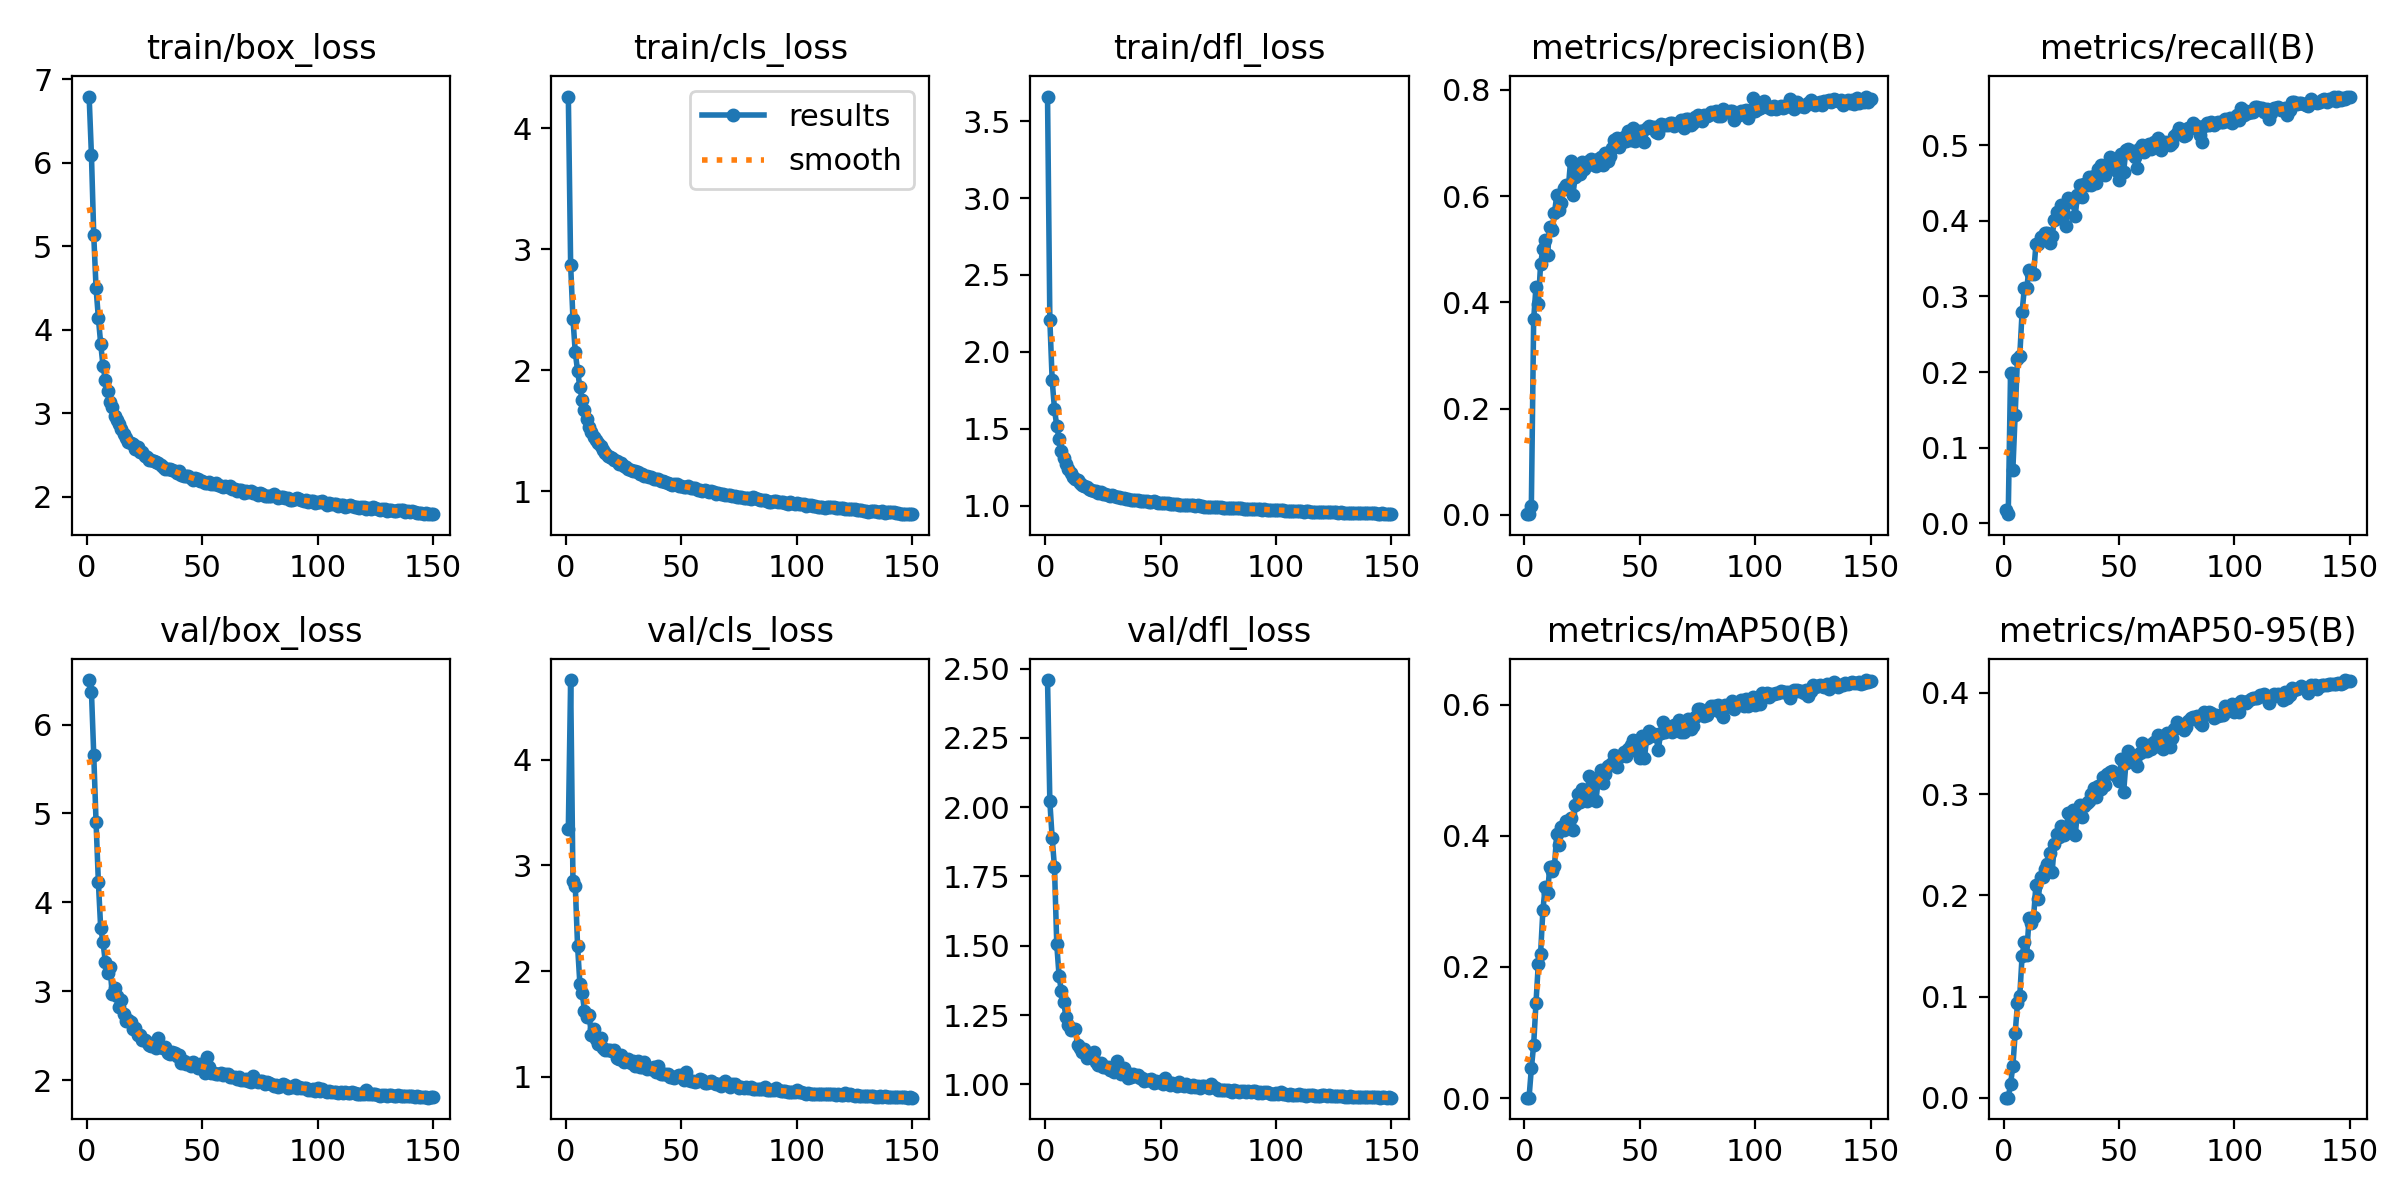 train/box_loss
7
6
5
4
3
2
0 50 100 150
train/cls_loss
results
smooth
4
3
2
1
0 50 100 150
train/dfl_loss
3.5
3.0
2.5
2.0
1.5
1.0
0 50 100 150
metrics/precision(B)
0.8
0.6
0.4
0.2
0.0
0 50 100 150
metrics/recall(B)
0.5
0.4
0.3
0.2
0.1
0.0
0 50 100 150
val/box_loss
6
5
4
3
2
0 50 100 150
val/cls_loss
4
3
2
1
0 50 100 150
val/dfl_loss
2.50
2.25
2.00
1.75
1.50
1.25
1.00
0 50 100 150
metrics/mAP50(B)
0.6
0.4
0.2
0.0
0 50 100 150
metrics/mAP50-95(B)
0.4
0.3
0.2
0.1
0.0
0 50 100 150